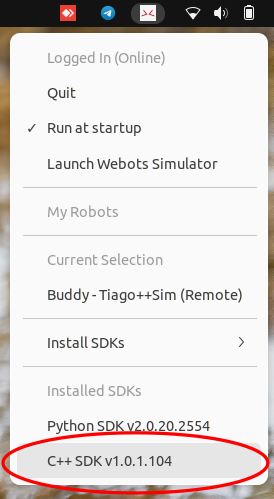 Logged In (Online)
Quit
✓ Run at startup
Launch Webots Simulator
My Robots
Current Selection
Buddy - Tiago++Sim (Remote)
Install SDKs
Installed SDKs
Python SDK v2.0.20.2554
C++ SDK v1.0.1.104